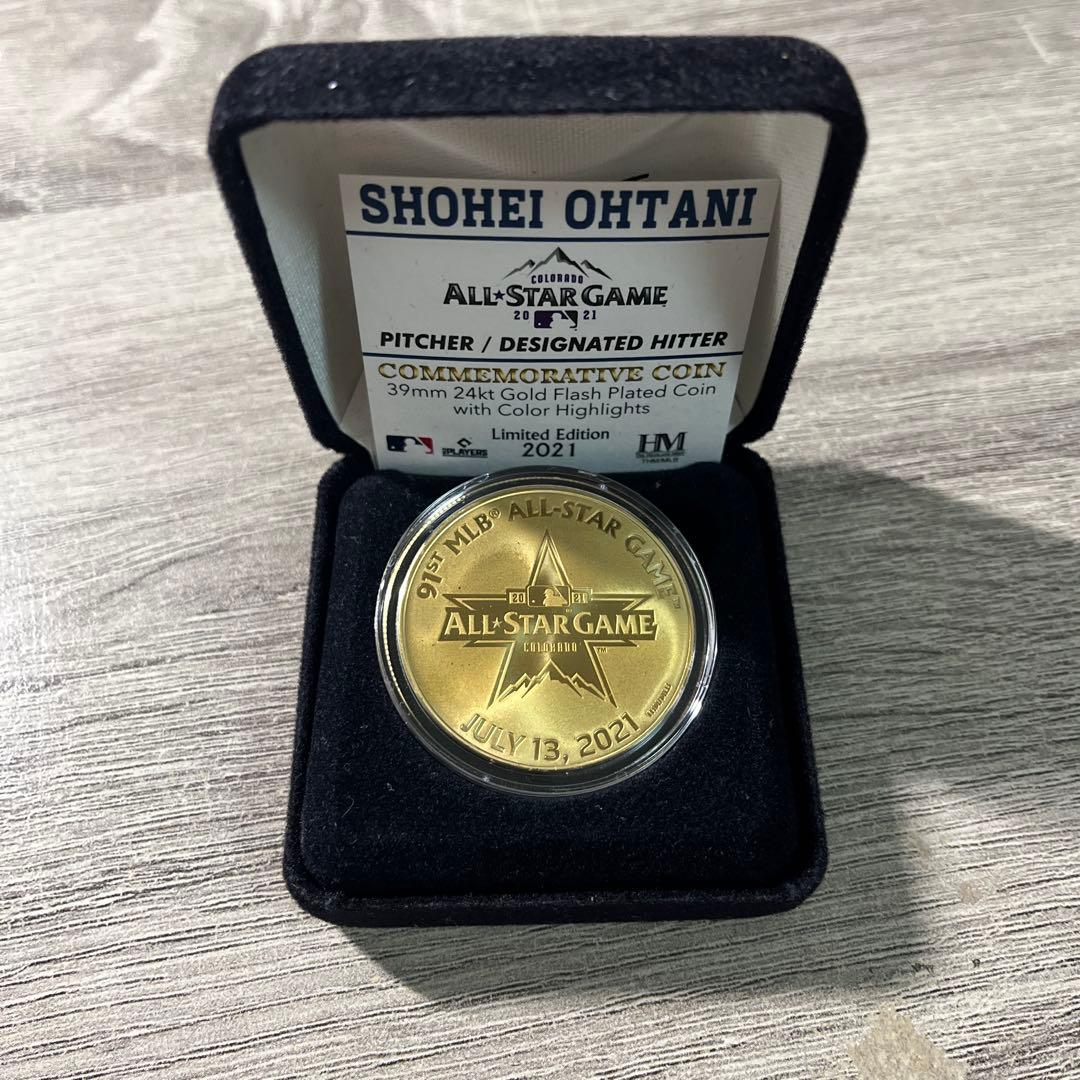 SHOHEI OHTANI
COLORADO
ALL★STAR GAME
20 21
PITCHER / DESIGNATED HITTER
COMMEMORATIVE COIN
39mm 24kt Gold Flash Plated Coin
with Color Highlights
Limited Edition
2021
PLAYERS
HM
91ST MLB® ALL-STAR GAME™
20 21
ALL★STAR GAME
COLORADO ™
JULY 13, 2021